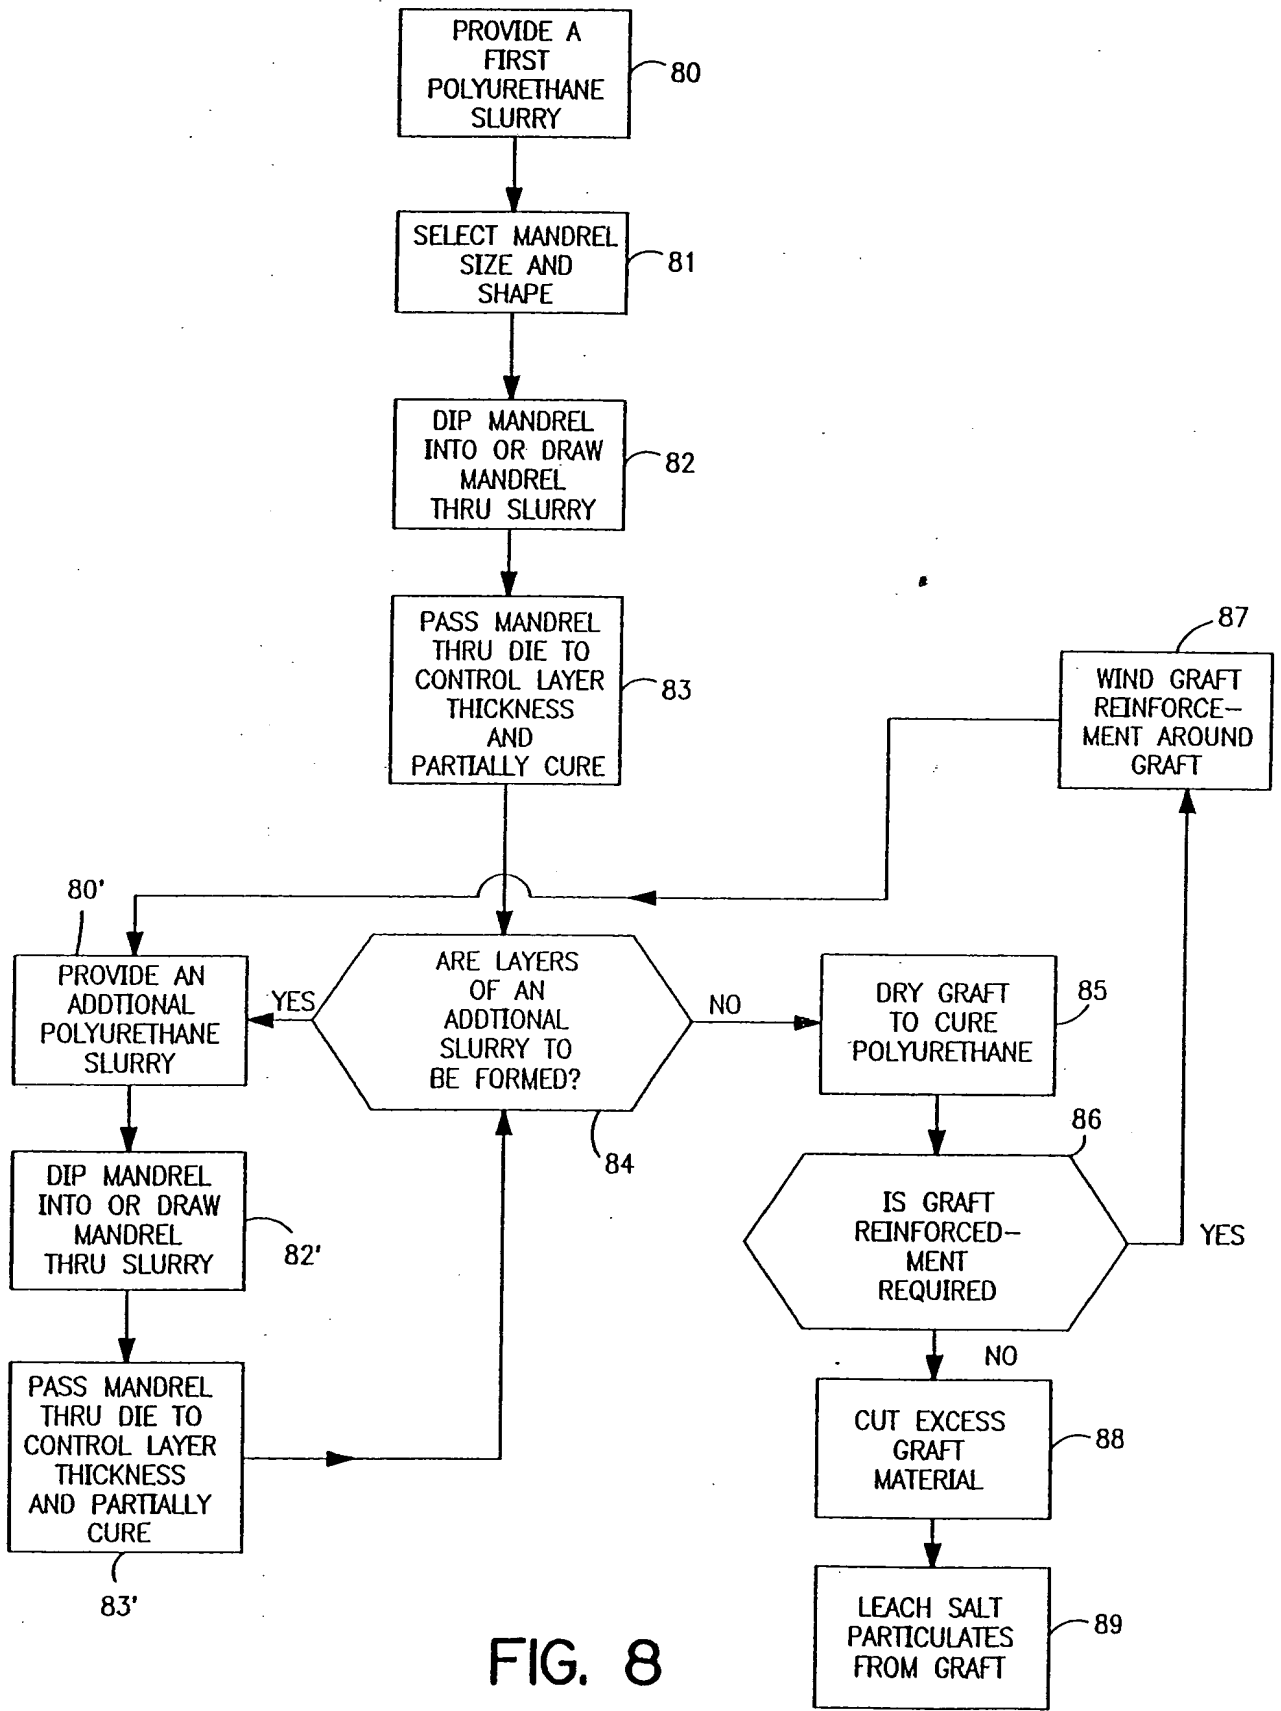 PROVIDE A
FIRST
POLYURETHANE
SLURRY
80
SELECT MANDREL
SIZE AND
SHAPE
81
DIP MANDREL
INTO OR DRAW
MANDREL
THRU SLURRY
82
PASS MANDREL
THRU DIE TO
CONTROL LAYER
THICKNESS
AND
PARTIALLY CURE
83
87
WIND GRAFT
REINFORCE-
MENT AROUND
GRAFT
80'
PROVIDE AN
ADDTIONAL
POLYURETHANE
SLURRY
YES
ARE LAYERS
OF AN
ADDTIONAL
SLURRY TO
BE FORMED?
84
NO
DRY GRAFT
TO CURE
POLYURETHANE
85
DIP MANDREL
INTO OR DRAW
MANDREL
THRU SLURRY
82'
86
IS GRAFT
REINFORCED-
MENT
REQUIRED
YES
NO
PASS MANDREL
THRU DIE TO
CONTROL LAYER
THICKNESS
AND PARTIALLY
CURE
83'
CUT EXCESS
GRAFT
MATERIAL
88
LEACH SALT
PARTICULATES
FROM GRAFT
89
FIG. 8